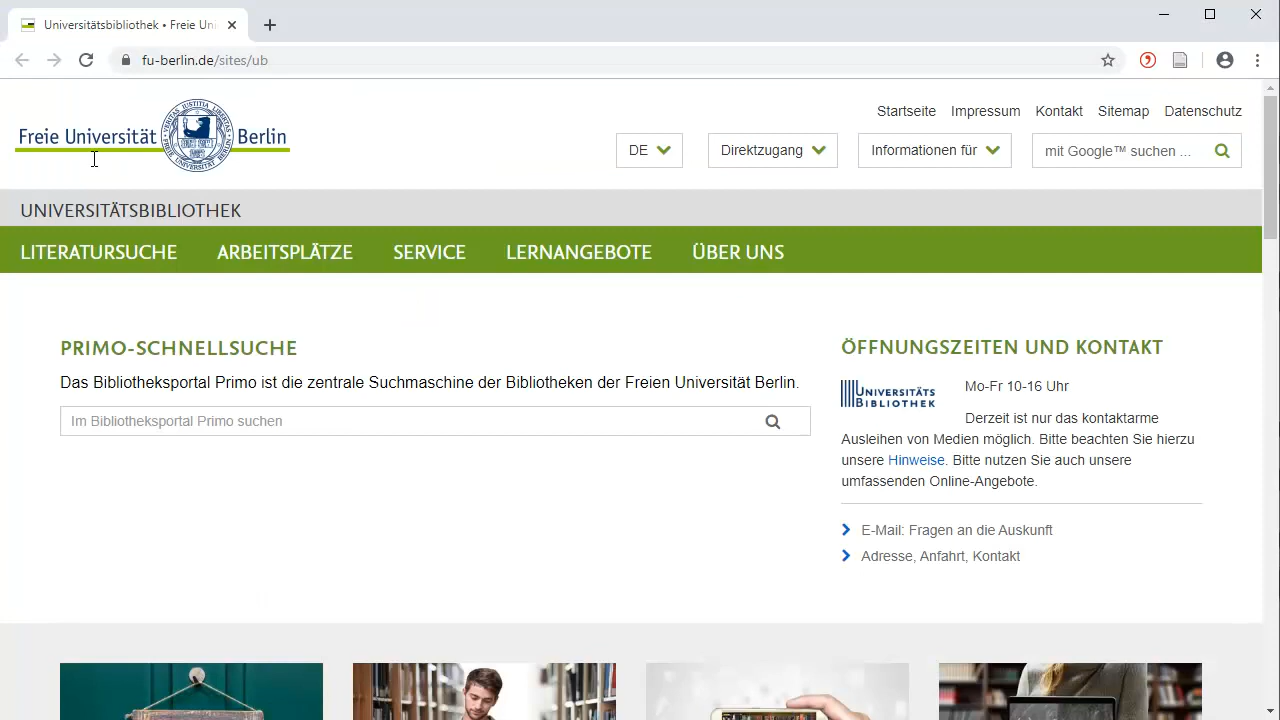 Universitätsbibliothek • Freie Uni
fu-berlin.de/sites/ub
Startseite Impressum Kontakt Sitemap Datenschutz
Freie Universität Berlin
DE Direktzugang Informationen für mit Google™ suchen ...
UNIVERSITÄTSBIBLIOTHEK
LITERATURSUCHE ARBEITSPLÄTZE SERVICE LERNANGEBOTE ÜBER UNS
PRIMO-SCHNELLSUCHE
Das Bibliotheksportal Primo ist die zentrale Suchmaschine der Bibliotheken der Freien Universität Berlin.
Im Bibliotheksportal Primo suchen
ÖFFNUNGSZEITEN UND KONTAKT
UNIVERSITÄTS
BIBLIOTHEK
Mo-Fr 10-16 Uhr
Derzeit ist nur das kontaktarme
Ausleihen von Medien möglich. Bitte beachten Sie hierzu
unsere Hinweise. Bitte nutzen Sie auch unsere
umfassenden Online-Angebote.
E-Mail: Fragen an die Auskunft
Adresse, Anfahrt, Kontakt